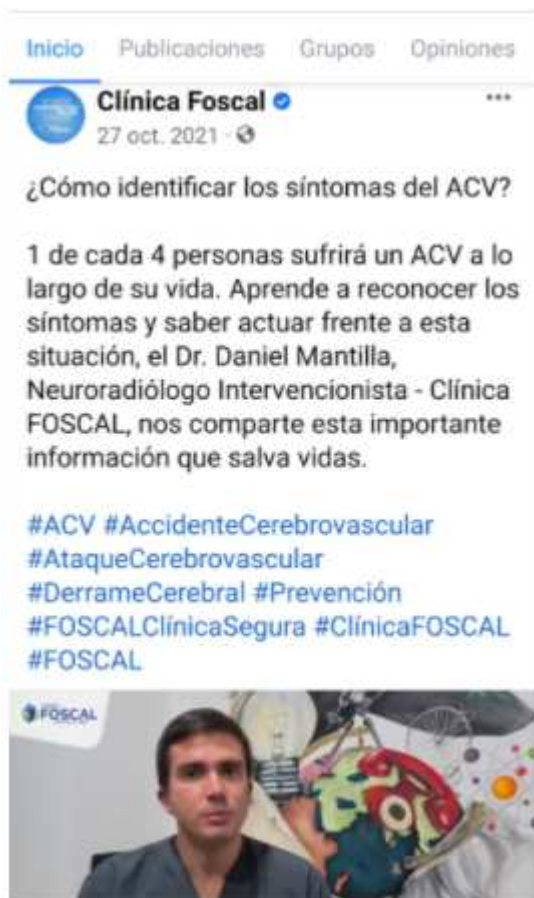 Inicio Publicaciones Grupos Opiniones
Clínica Foscal
27 oct. 2021 ·
¿Cómo identificar los síntomas del ACV?
1 de cada 4 personas sufrirá un ACV a lo
largo de su vida. Aprende a reconocer los
síntomas y saber actuar frente a esta
situación, el Dr. Daniel Mantilla,
Neuroradiólogo Intervencionista - Clínica
FOSCAL, nos comparte esta importante
información que salva vidas.
#ACV #AccidenteCerebrovascular
#AtaqueCerebrovascular
#DerrameCerebral #Prevención
#FOSCALClínicaSegura #ClínicaFOSCAL
#FOSCAL
FOSCAL